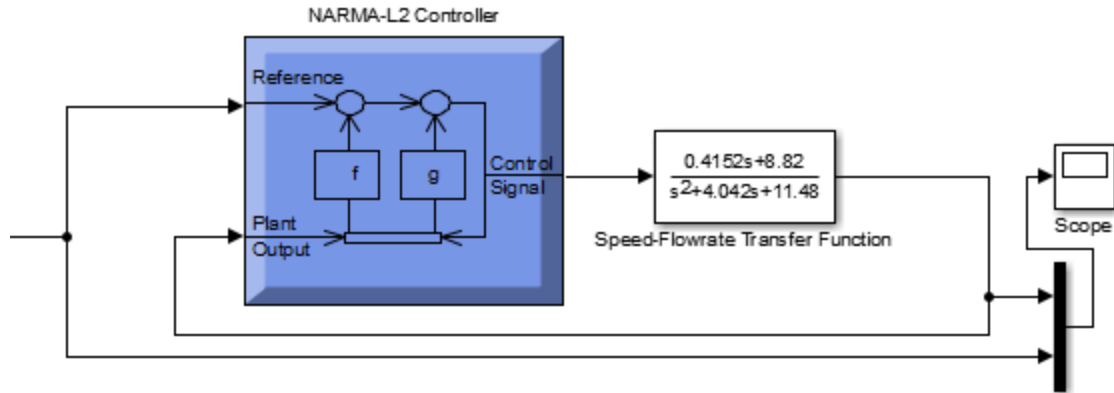 NARMA-L2 Controller
Reference
f
g
Control
Signal
Plant
Output
0.4152s+8.82
s2+4.042s+11.48
Speed-Flowrate Transfer Function
Scope